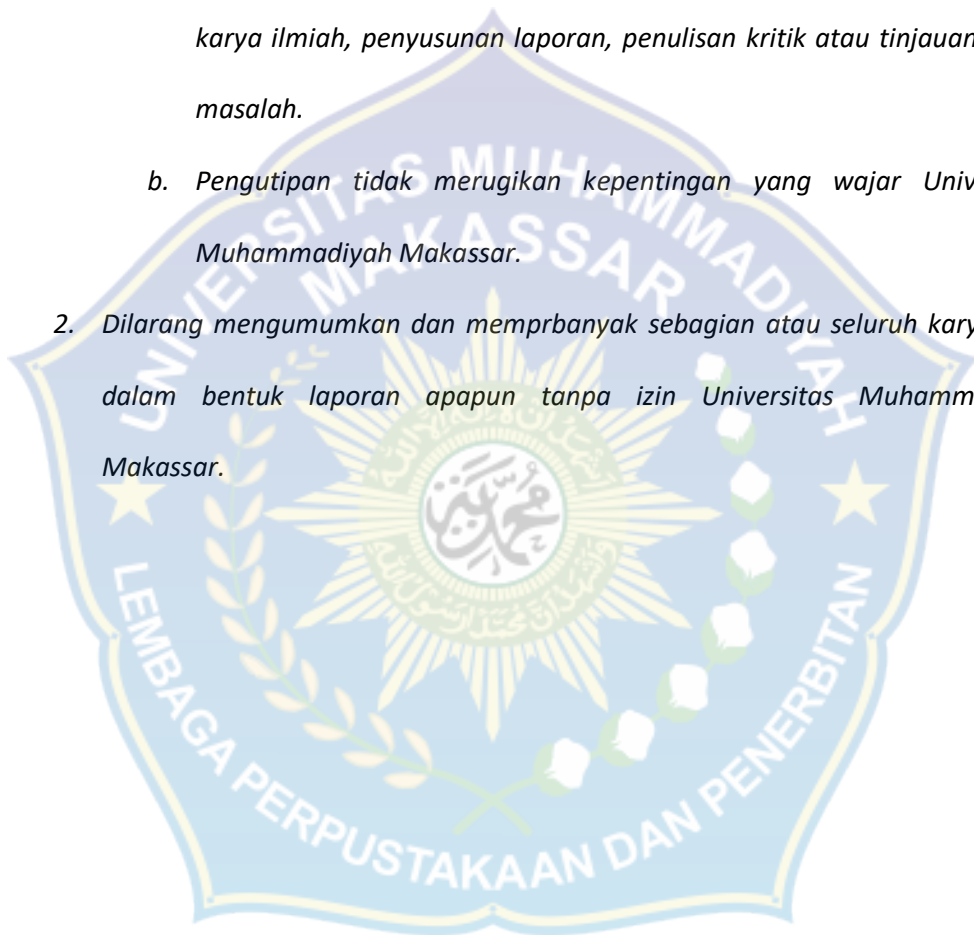 karya ilmiah, penyusunan laporan, penulisan kritik atau tinjauan
masalah.
b. Pengutipan tidak merugikan kepentingan yang wajar Univ
Muhammadiyah Makassar.
2. Dilarang mengumumkan dan memprbanyak sebagian atau seluruh kary
dalam bentuk laporan apapun tanpa izin Universitas Muhamm
Makassar.
UNIVERSITAS MUHAMMADIYAH
MAKASSAR
LEMBAGA PERPUSTAKAAN DAN PENERBITAN